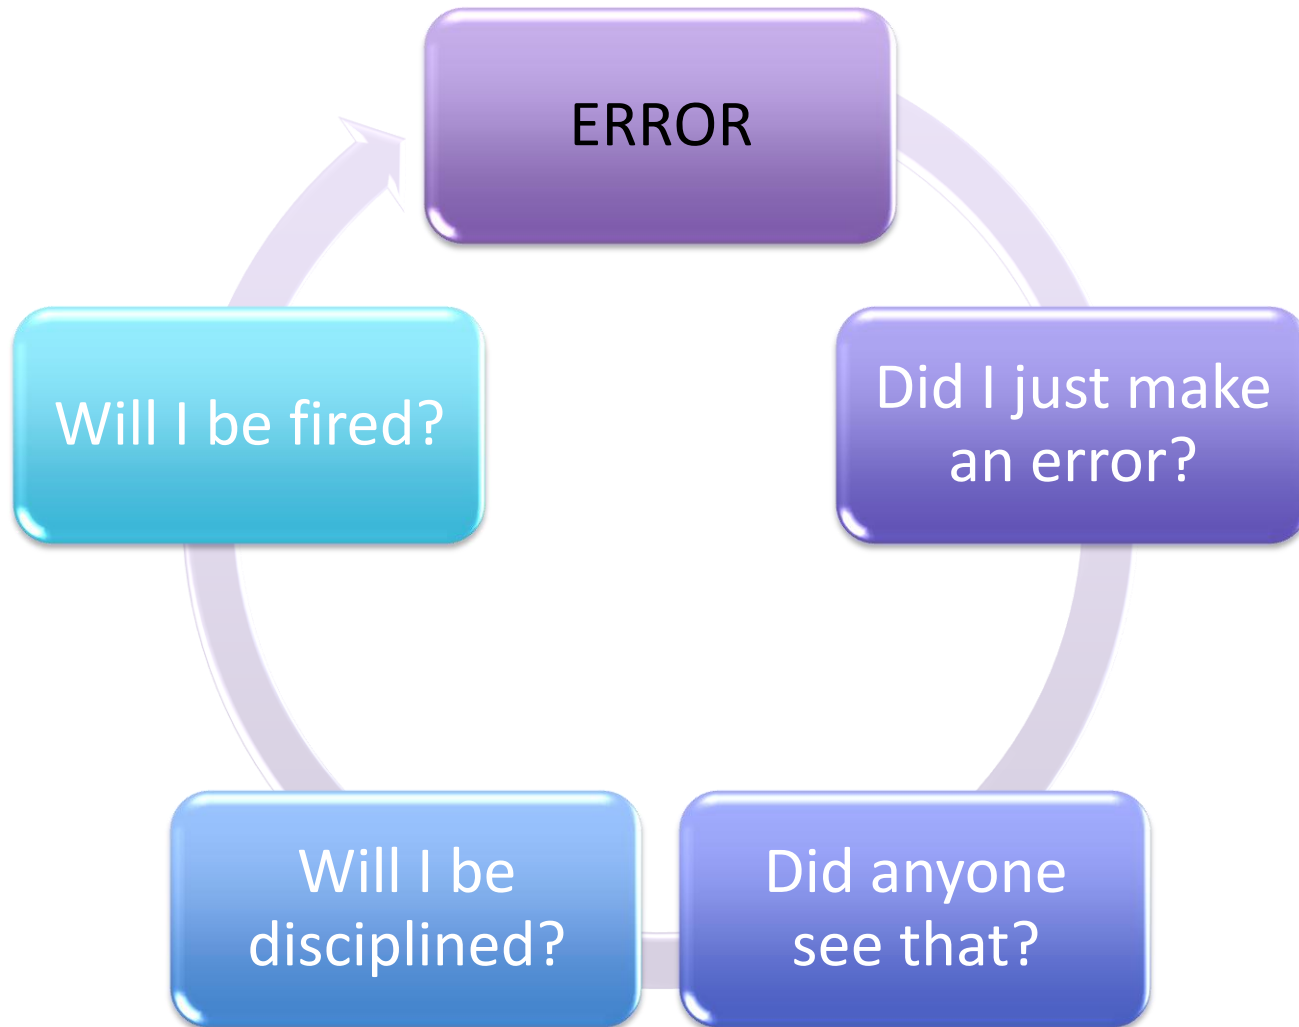 ERROR
Did I just make
an error?
Did anyone
see that?
Will I be
disciplined?
Will I be fired?